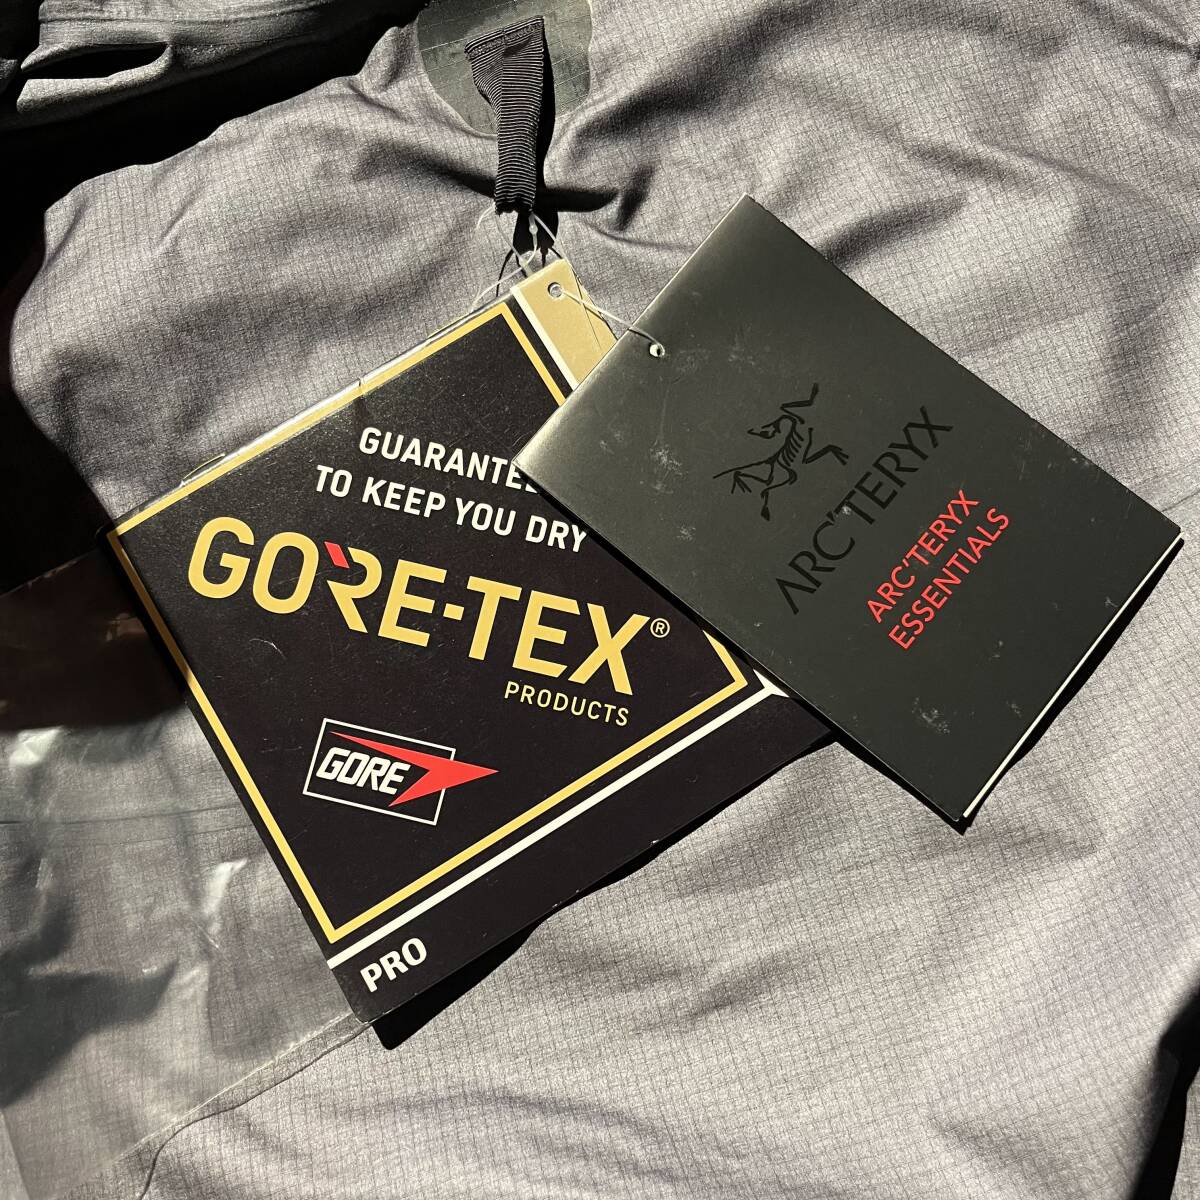 GUARANTEE
TO KEEP YOU DRY
GORE-TEX®
PRODUCTS
GORE
PRO
ARC'TERYX
ARC'TERYX
ESSENTIALS